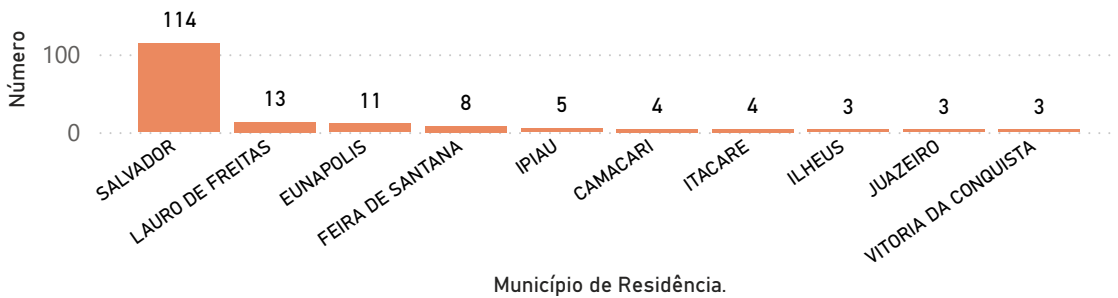 Número
100
0
114
13
11
8
5
4
4
3
3
3
SALVADOR
LAURO DE FREITAS
EUNAPOLIS
FEIRA DE SANTANA
IPIAU
CAMACARI
ITACARE
ILHEUS
JUAZEIRO
VITORIA DA CONQUISTA
Município de Residência.